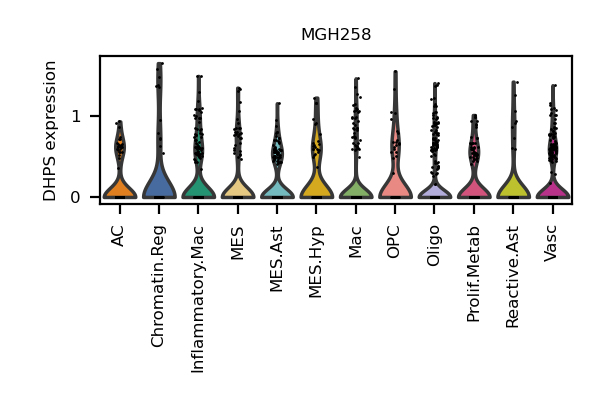 MGH258
DHPS expression
1
0
AC
Chromatin.Reg
Inflammatory.Mac
MES
MES.Ast
MES.Hyp
Mac
OPC
Oligo
Prolif.Metab
Reactive.Ast
Vasc